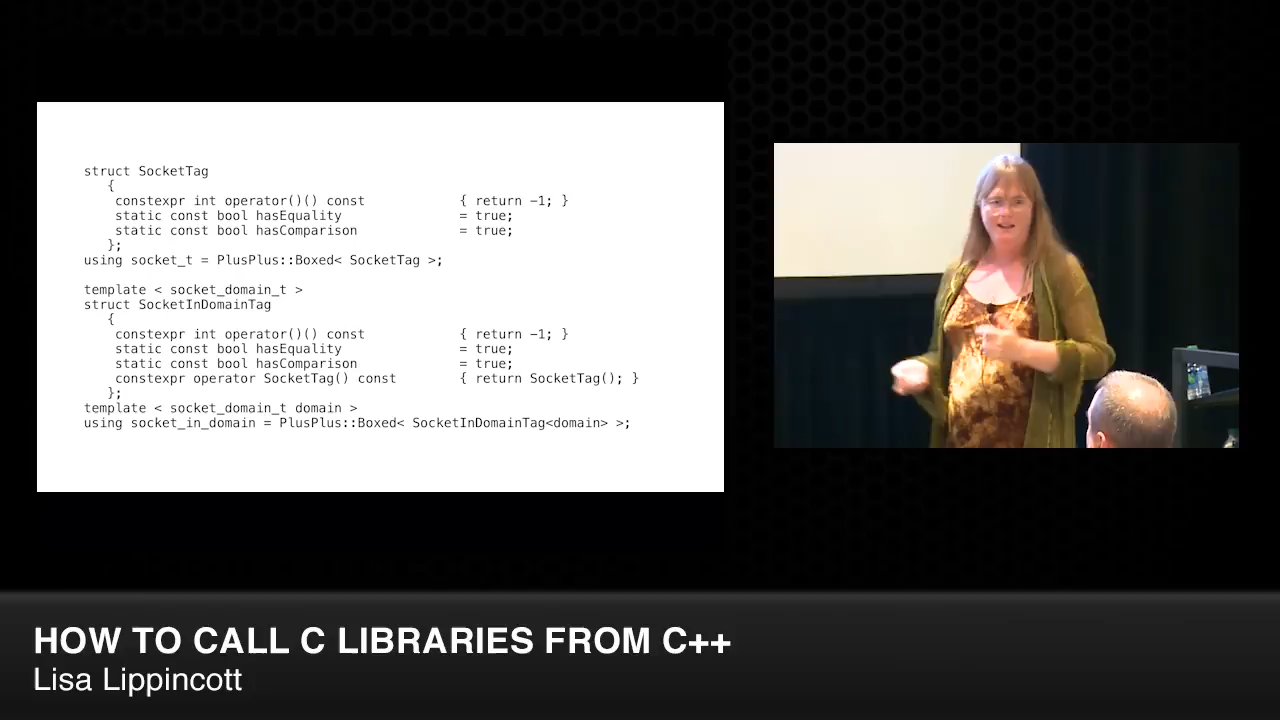 struct SocketTag
{
constexpr int operator()() const { return -1; }
static const bool hasEquality = true;
static const bool hasComparison = true;
};
using socket_t = PlusPlus::Boxed< SocketTag >;
template < socket_domain_t >
struct SocketInDomainTag
{
constexpr int operator()() const { return -1; }
static const bool hasEquality = true;
static const bool hasComparison = true;
constexpr operator SocketTag() const { return SocketTag(); }
};
template < socket_domain_t domain >
using socket_in_domain = PlusPlus::Boxed< SocketInDomainTag<domain> >;
HOW TO CALL C LIBRARIES FROM C++
Lisa Lippincott